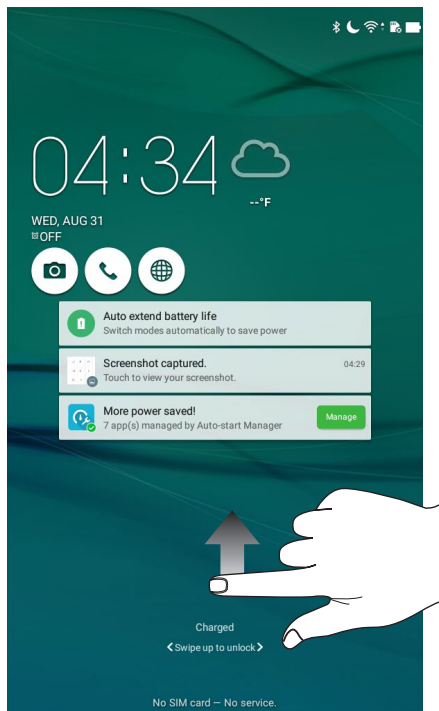 04:34
--°F
WED, AUG 31
OFF
Auto extend battery life
Switch modes automatically to save power
Screenshot captured.
04:29
Touch to view your screenshot.
More power saved!
7 app(s) managed by Auto-start Manager
Manage
Charged
Swipe up to unlock
No SIM card — No service.